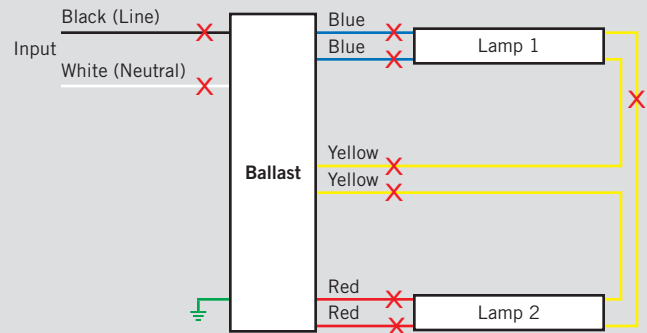 Black (Line)
Input
White (Neutral)
Ballast
Blue
Blue
Lamp 1
Yellow
Yellow
Red
Red
Lamp 2